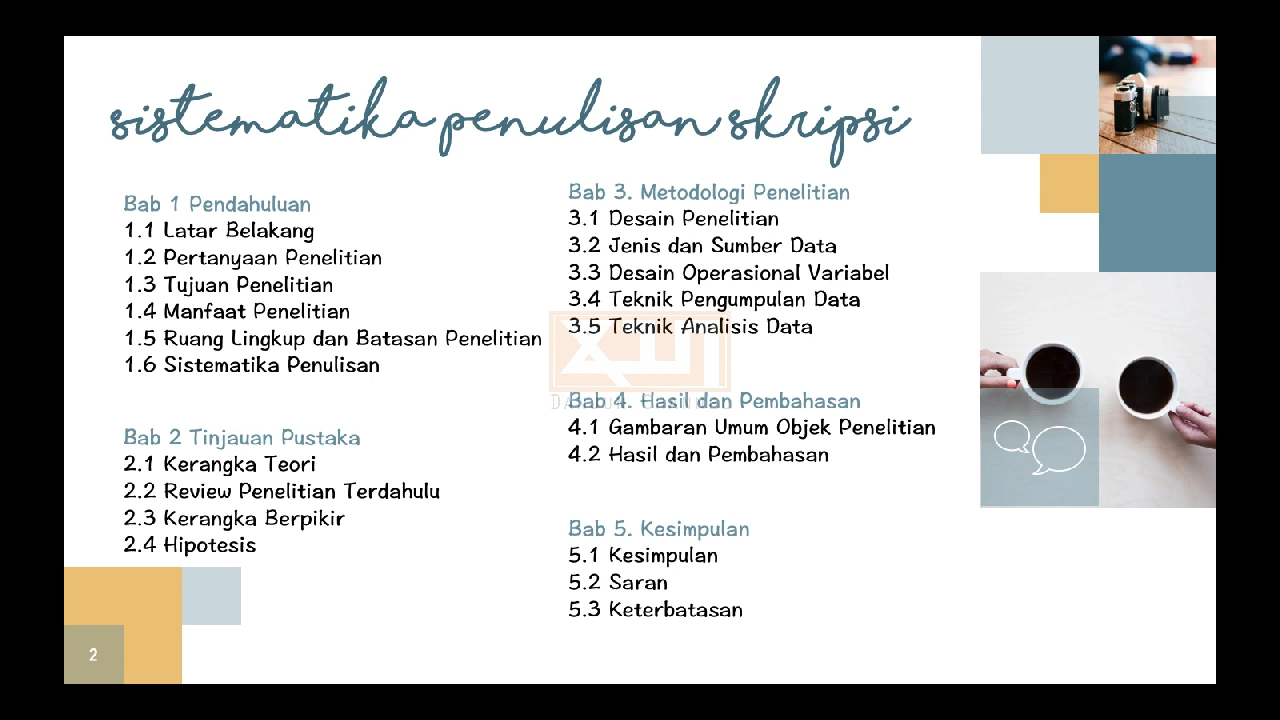 sistematika penulisan skripsi
Bab 1 Pendahuluan
1.1 Latar Belakang
1.2 Pertanyaan Penelitian
1.3 Tujuan Penelitian
1.4 Manfaat Penelitian
1.5 Ruang Lingkup dan Batasan Penelitian
1.6 Sistematika Penulisan
Bab 2 Tinjauan Pustaka
2.1 Kerangka Teori
2.2 Review Penelitian Terdahulu
2.3 Kerangka Berpikir
2.4 Hipotesis
Bab 3. Metodologi Penelitian
3.1 Desain Penelitian
3.2 Jenis dan Sumber Data
3.3 Desain Operasional Variabel
3.4 Teknik Pengumpulan Data
3.5 Teknik Analisis Data
Bab 4. Hasil dan Pembahasan
4.1 Gambaran Umum Objek Penelitian
4.2 Hasil dan Pembahasan
Bab 5. Kesimpulan
5.1 Kesimpulan
5.2 Saran
5.3 Keterbatasan
2